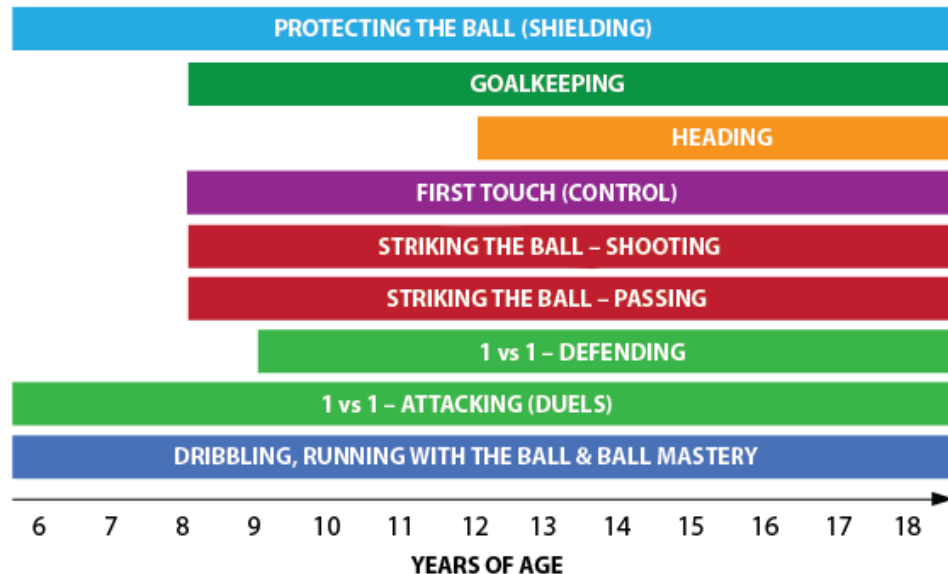 PROTECTING THE BALL (SHIELDING)
GOALKEEPING
HEADING
FIRST TOUCH (CONTROL)
STRIKING THE BALL – SHOOTING
STRIKING THE BALL – PASSING
1 vs 1 – DEFENDING
1 vs 1 – ATTACKING (DUELS)
DRIBBLING, RUNNING WITH THE BALL & BALL MASTERY
6 7 8 9 10 11 12 13 14 15 16 17 18
YEARS OF AGE